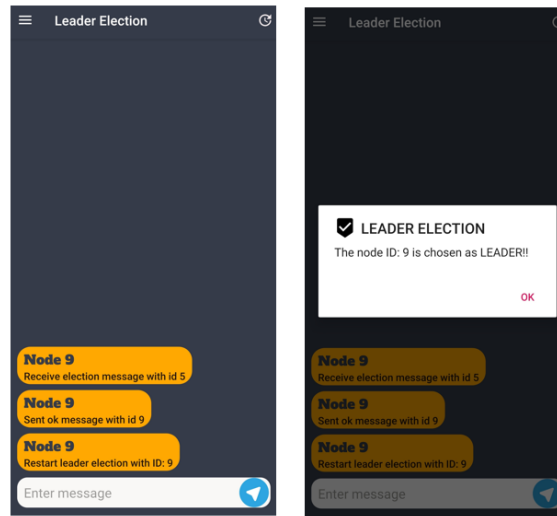 Leader Election
Node 9
Receive election message with id 5
Node 9
Sent ok message with id 9
Node 9
Restart leader election with ID: 9
Enter message
Leader Election
LEADER ELECTION
The node ID: 9 is chosen as LEADER!!
OK
Node 9
Receive election message with id 5
Node 9
Sent ok message with id 9
Node 9
Restart leader election with ID: 9
Enter message